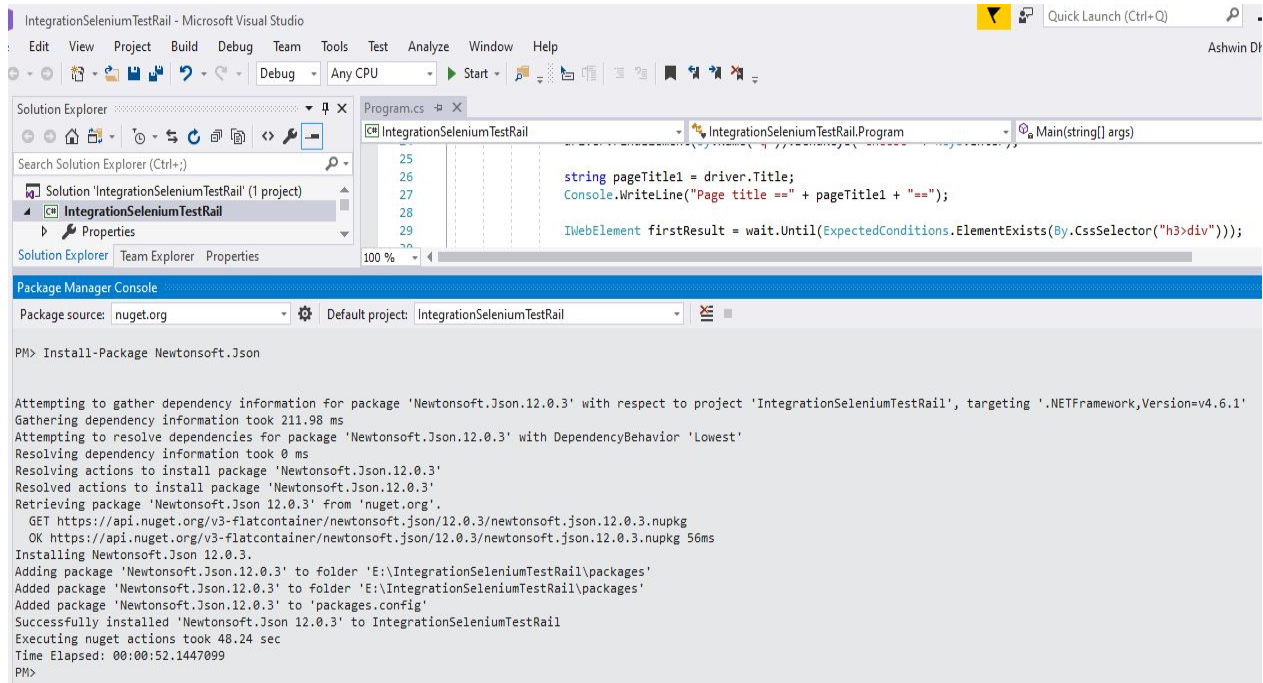 IntegrationSeleniumTestRail - Microsoft Visual Studio
Quick Launch (Ctrl+Q)
Edit View Project Build Debug Team Tools Test Analyze Window Help
Ashwin
Debug Any CPU Start
Solution Explorer
Program.cs
IntegrationSeleniumTestRail IntegrationSeleniumTestRail.Program Main(string[] args)
Search Solution Explorer (Ctrl+;)
Solution 'IntegrationSeleniumTestRail' (1 project)
IntegrationSeleniumTestRail
Properties
Solution Explorer Team Explorer Properties
25
26 string pageTitle1 = driver.Title;
27 Console.WriteLine("Page title ==" + pageTitle1 + "==");
28
29 IWebElement firstResult = wait.Until(ExpectedConditions.ElementExists(By.CssSelector("h3>div")));
100 %
Package Manager Console
Package source: nuget.org Default project: IntegrationSeleniumTestRail
PM> Install-Package Newtonsoft.Json
Attempting to gather dependency information for package 'Newtonsoft.Json.12.0.3' with respect to project 'IntegrationSeleniumTestRail', targeting '.NETFramework,Version=v4.6.1'
Gathering dependency information took 211.98 ms
Attempting to resolve dependencies for package 'Newtonsoft.Json.12.0.3' with DependencyBehavior 'Lowest'
Resolving dependency information took 0 ms
Resolving actions to install package 'Newtonsoft.Json.12.0.3'
Resolved actions to install package 'Newtonsoft.Json.12.0.3'
Retrieving package 'Newtonsoft.Json 12.0.3' from 'nuget.org'.
GET https://api.nuget.org/v3-flatcontainer/newtonsoft.json/12.0.3/newtonsoft.json.12.0.3.nupkg
OK https://api.nuget.org/v3-flatcontainer/newtonsoft.json/12.0.3/newtonsoft.json.12.0.3.nupkg 56ms
Installing Newtonsoft.Json 12.0.3.
Adding package 'Newtonsoft.Json.12.0.3' to folder 'E:\IntegrationSeleniumTestRail\packages'
Added package 'Newtonsoft.Json.12.0.3' to folder 'E:\IntegrationSeleniumTestRail\packages'
Added package 'Newtonsoft.Json.12.0.3' to 'packages.config'
Successfully installed 'Newtonsoft.Json 12.0.3' to IntegrationSeleniumTestRail
Executing nuget actions took 48.24 sec
Time Elapsed: 00:00:52.1447099
PM>